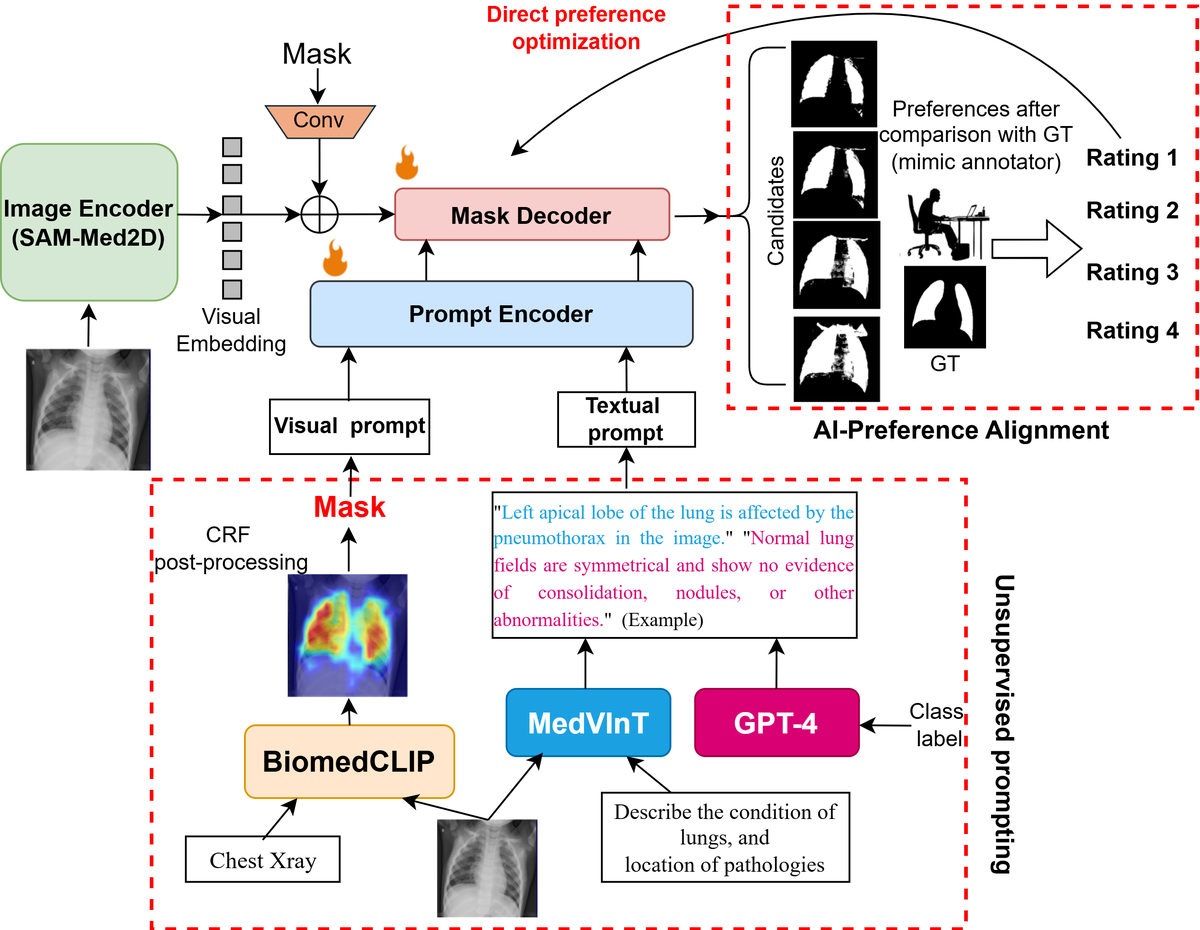 Direct preference
optimization
Mask
Conv
Image Encoder
(SAM-Med2D)
Visual
Embedding
Mask Decoder
Prompt Encoder
Visual prompt
Textual
prompt
Candidates
Preferences after
comparison with GT
(mimic annotator)
GT
Rating 1
Rating 2
Rating 3
Rating 4
AI-Preference Alignment
Mask
CRF
post-processing
"Left apical lobe of the lung is affected by the
pneumothorax in the image." "Normal lung
fields are symmetrical and show no evidence
of consolidation, nodules, or other
abnormalities." (Example)
BiomedCLIP
MedVInT
GPT-4
Class
label
Chest Xray
Describe the condition of
lungs, and
location of pathologies
Unsupervised prompting